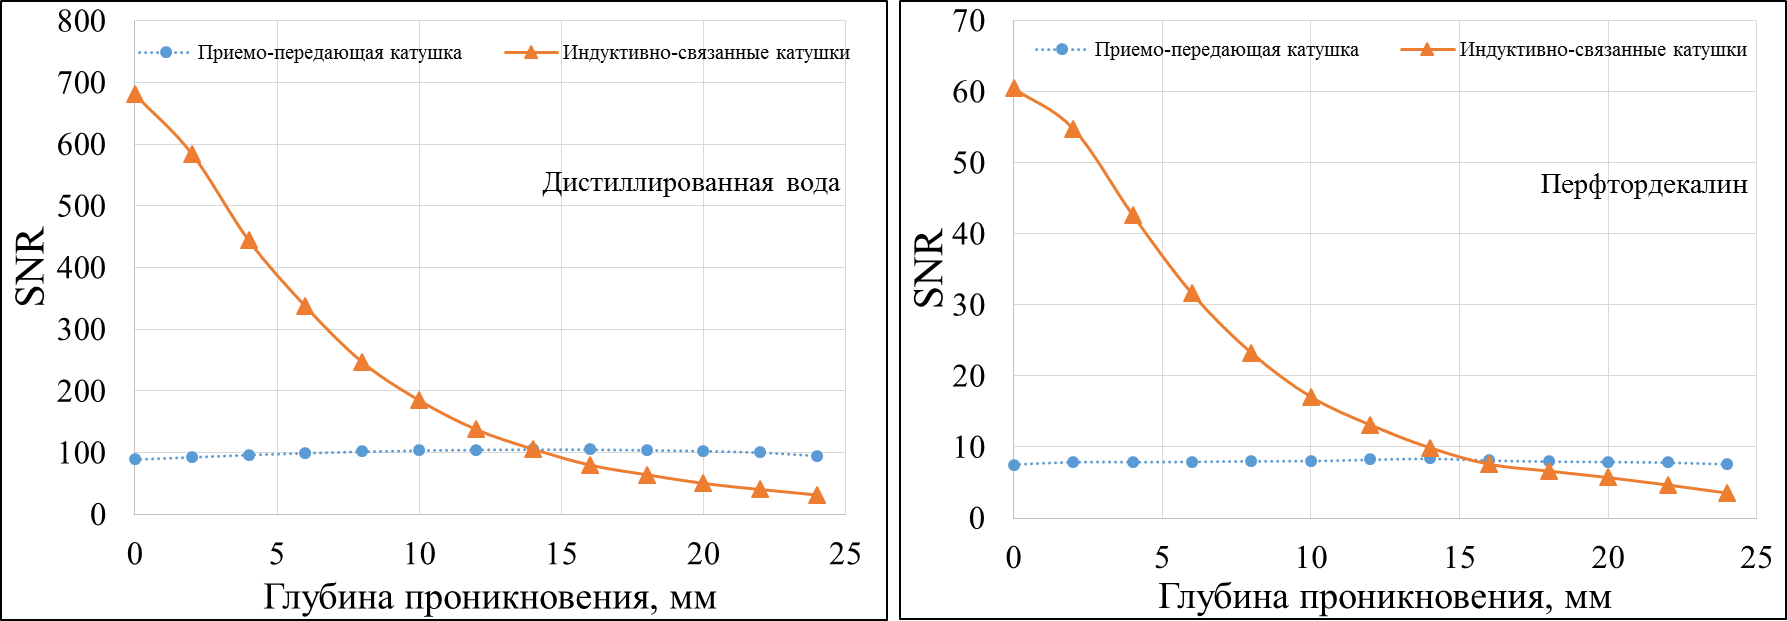 800
700
600
500
400
300
200
100
0
SNR
Приемо-передающая катушка
Индуктивно-связанные катушки
Дистиллированная вода
0 5 10 15 20 25
Глубина проникновения, мм
70
60
50
40
30
20
10
0
SNR
Приемо-передающая катушка
Индуктивно-связанные катушки
Перфтордекалин
0 5 10 15 20 25
Глубина проникновения, мм